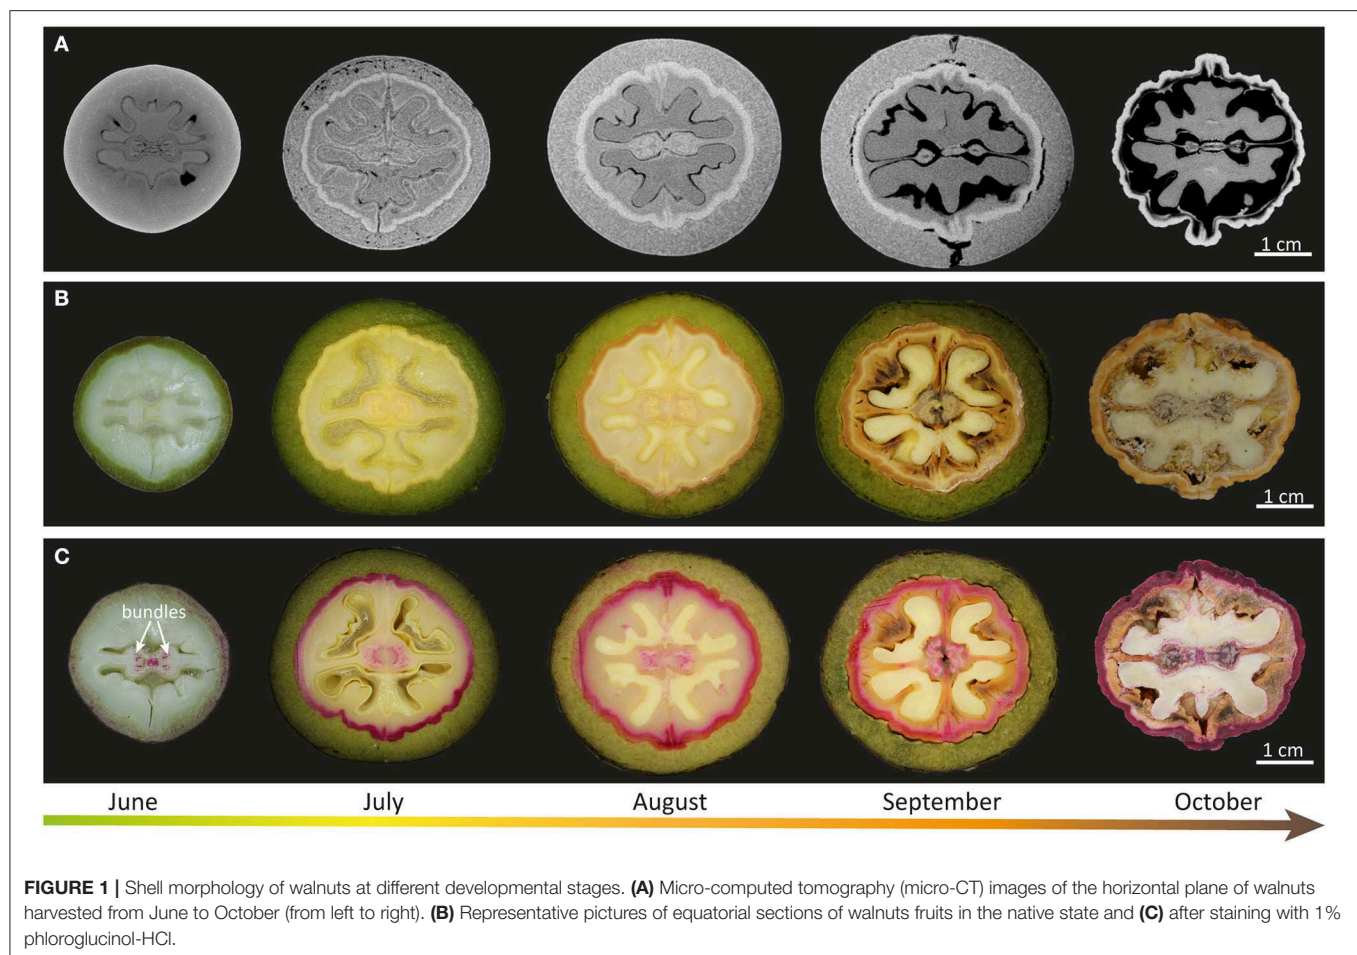 A
1 cm
B
1 cm
C
bundles
1 cm
June July August September October
FIGURE 1 | Shell morphology of walnuts at different developmental stages. (A) Micro-computed tomography (micro-CT) images of the horizontal plane of walnuts
harvested from June to October (from left to right). (B) Representative pictures of equatorial sections of walnuts fruits in the native state and (C) after staining with 1%
phloroglucinol-HCl.